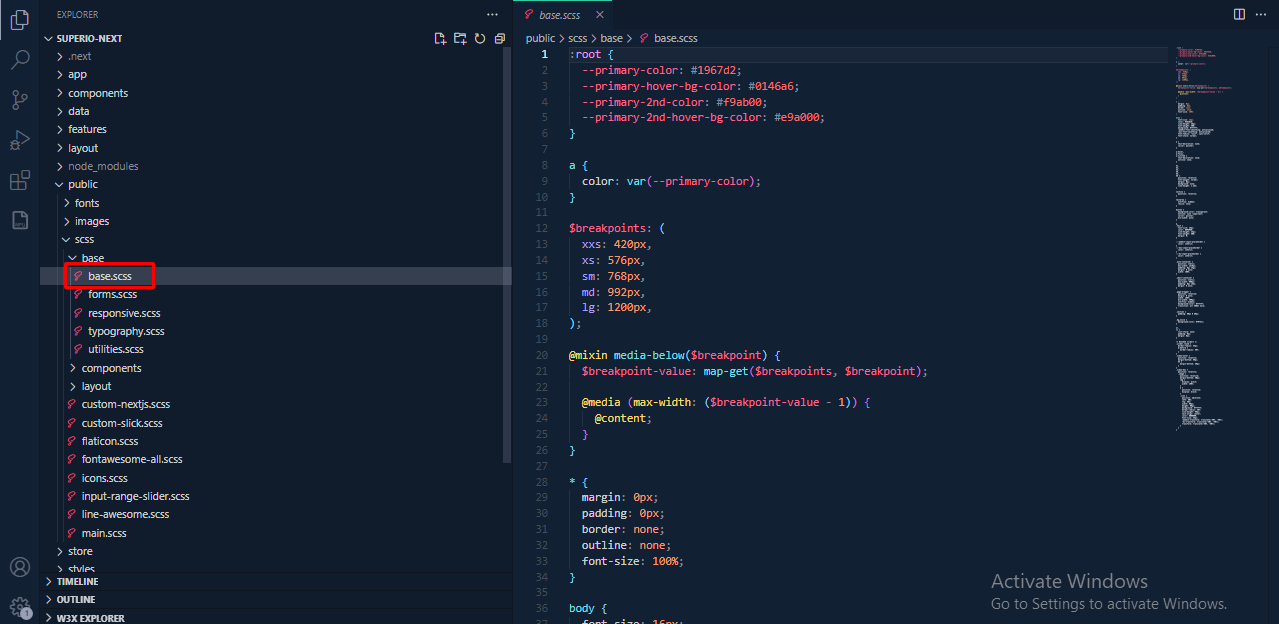 EXPLORER
SUPERIO-NEXT
.next
app
components
data
features
layout
node_modules
public
fonts
images
scss
base
base.scss
forms.scss
responsive.scss
typography.scss
utilities.scss
components
layout
custom-nextjs.scss
custom-slick.scss
flaticon.scss
fontawesome-all.scss
icons.scss
input-range-slider.scss
line-awesome.scss
main.scss
store
styles
TIMELINE
OUTLINE
W3X EXPLORER
1
base.scss
public > scss > base > base.scss
1 :root {
2 --primary-color: #1967d2;
3 --primary-hover-bg-color: #0146a6;
4 --primary-2nd-color: #f9ab00;
5 --primary-2nd-hover-bg-color: #e9a000;
6 }
7
8 a {
9 color: var(--primary-color);
10 }
11
12 $breakpoints: (
13 xxs: 420px,
14 xs: 576px,
15 sm: 768px,
16 md: 992px,
17 lg: 1200px,
18 );
19
20 @mixin media-below($breakpoint) {
21 $breakpoint-value: map-get($breakpoints, $breakpoint);
22
23 @media (max-width: ($breakpoint-value - 1)) {
24 @content;
25 }
26 }
27
28 * {
29 margin: 0px;
30 padding: 0px;
31 border: none;
32 outline: none;
33 font-size: 100%;
34 }
35
36 body {
37 font-size: 16px;
Activate Windows
Go to Settings to activate Windows.